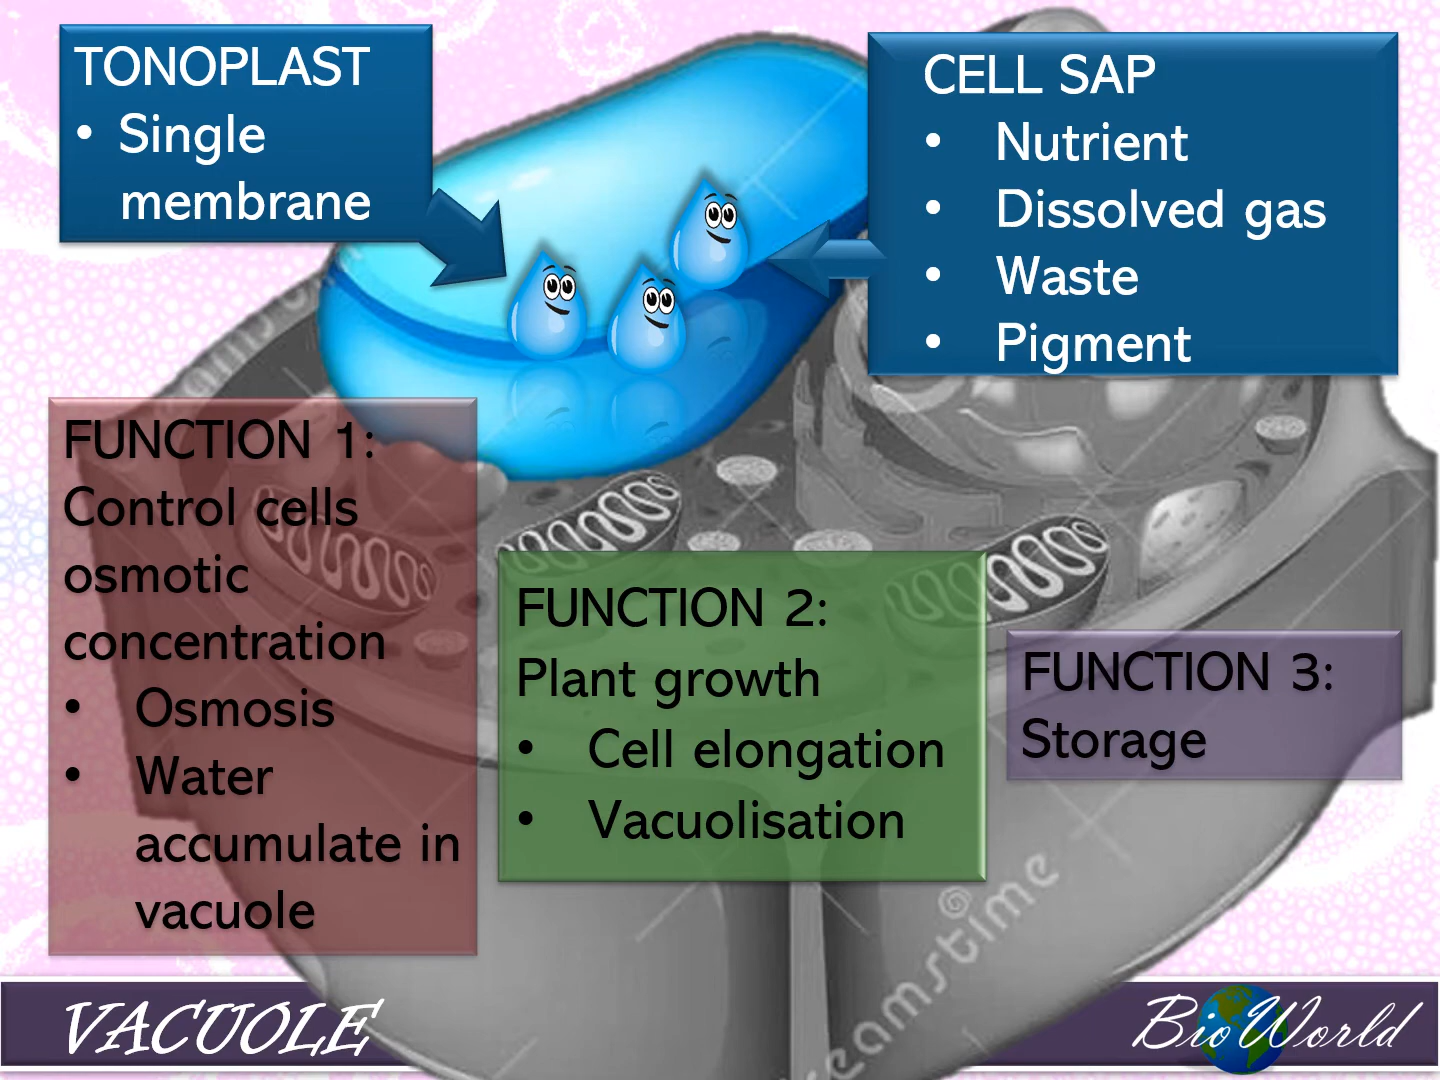 TONOPLAST
• Single
membrane
CELL SAP
• Nutrient
• Dissolved gas
• Waste
• Pigment
FUNCTION 1:
Control cells
osmotic
concentration
• Osmosis
• Water
accumulate in
vacuole
FUNCTION 2:
Plant growth
• Cell elongation
• Vacuolisation
FUNCTION 3:
Storage
VACUOLE
BioWorld